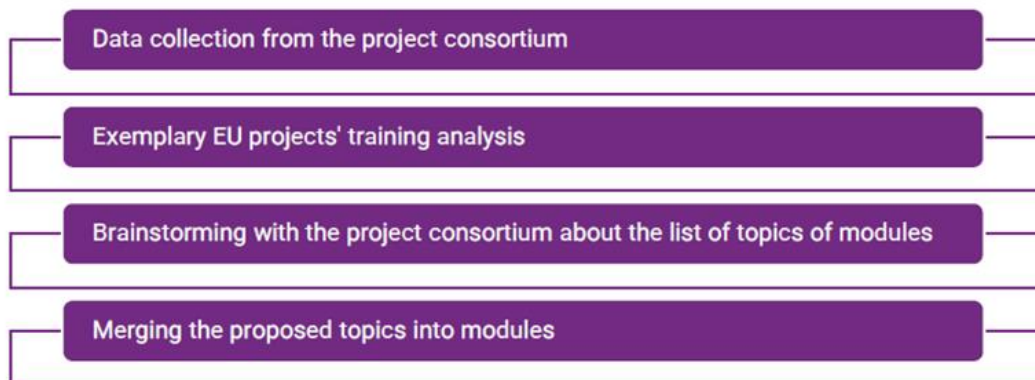 Data collection from the project consortium
Exemplary EU projects' training analysis
Brainstorming with the project consortium about the list of topics of modules
Merging the proposed topics into modules